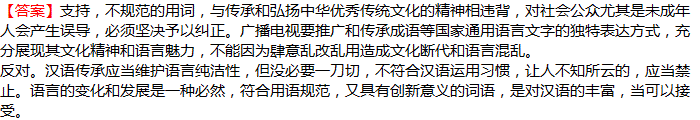 【答案】支持，不规范的用词，与传承和弘扬中华优秀传统文化的精神相违背，对社会公众尤其是未成年
人会产生误导，必须坚决予以纠正。广播电视要推广和传承成语等国家通用语言文字的独特表达方式，充
分展现其文化精神和语言魅力，不能因为肆意乱改乱用造成文化断代和语言混乱。
反对。汉语传承应当维护语言纯洁性，但没必要一刀切，不符合汉语运用习惯，让人不知所云的，应当禁
止。语言的变化和发展是一种必然，符合用语规范，又具有创新意义的词语，是对汉语的丰富，当可以接
受。